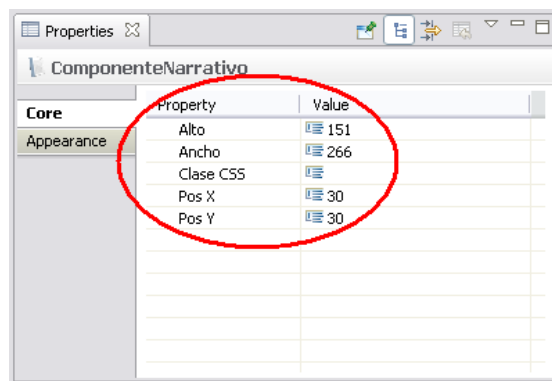 Properties
ComponenteNarrativo
Core
Appearance
Property Value
Alto 151
Ancho 266
Clase CSS
Pos X 30
Pos Y 30